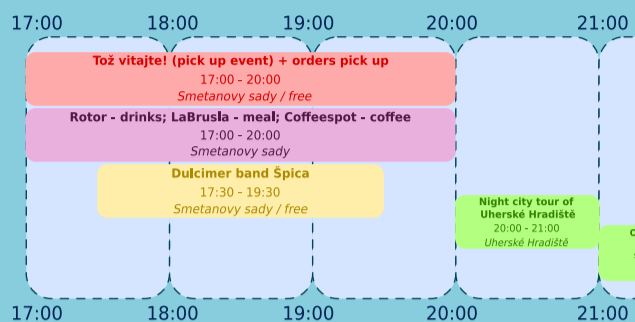 17:00 18:00 19:00 20:00 21:00
Tož vitajte! (pick up event) + orders pick up
17:00 - 20:00
Smetanovy sady / free
Rotor - drinks; LaBrusla - meal; Coffeespot - coffee
17:00 - 20:00
Smetanovy sady
Dulcimer band Špica
17:30 - 19:30
Smetanovy sady / free
Night city tour of
Uherské Hradiště
20:00 - 21:00
Uherské Hradiště
17:00 18:00 19:00 20:00 21:00